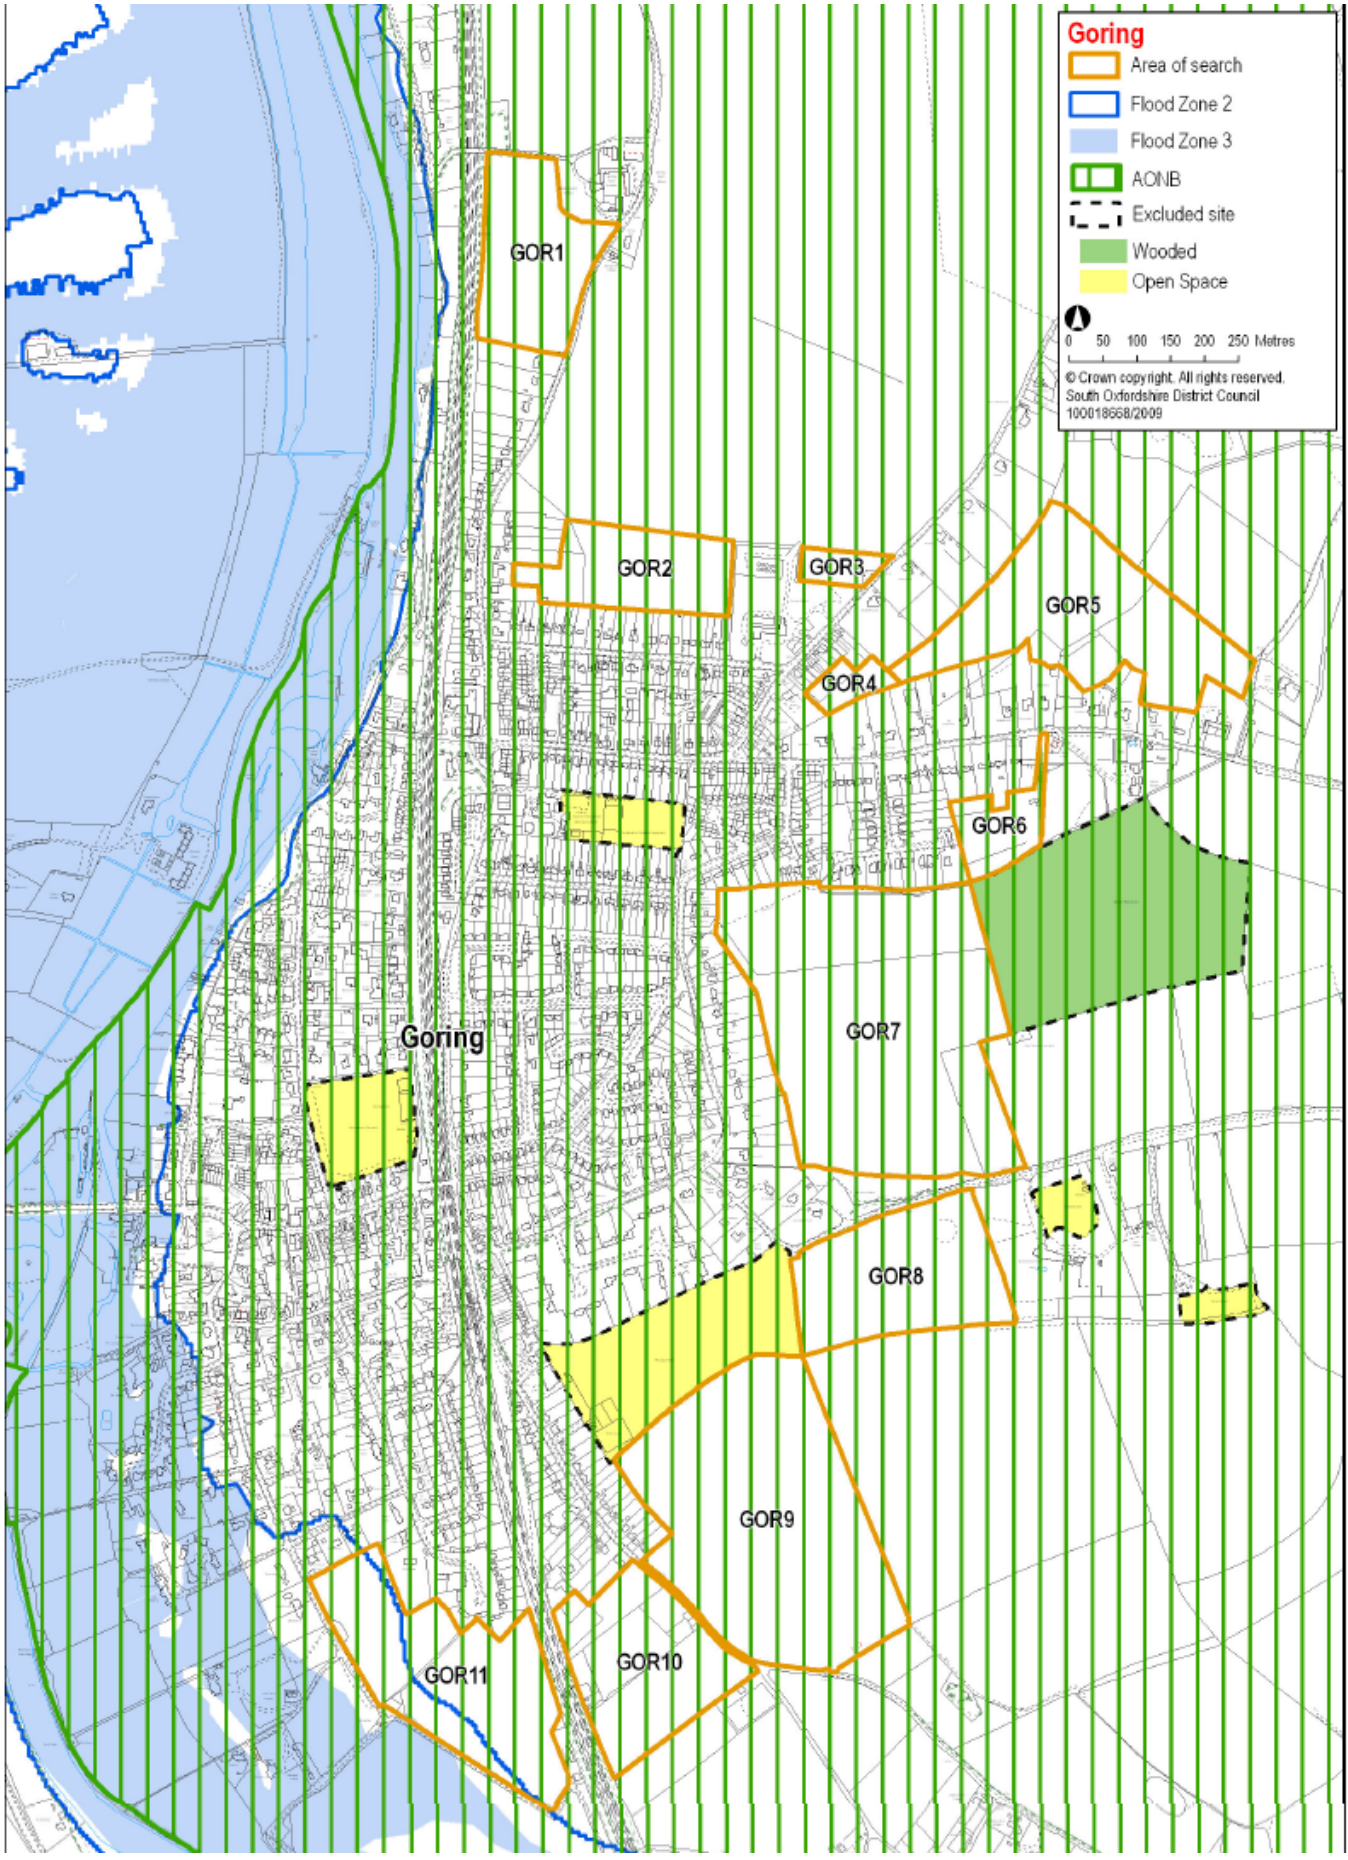 Goring
Area of search
Flood Zone 2
Flood Zone 3
AONB
Excluded site
Wooded
Open Space
0 50 100 150 200 250 Metres
© Crown copyright. All rights reserved.
South Oxfordshire District Council
100018668/2009
GOR1
GOR2
GOR3
GOR5
GOR4
GOR6
GOR7
Goring
GOR8
GOR9
GOR10
GOR11